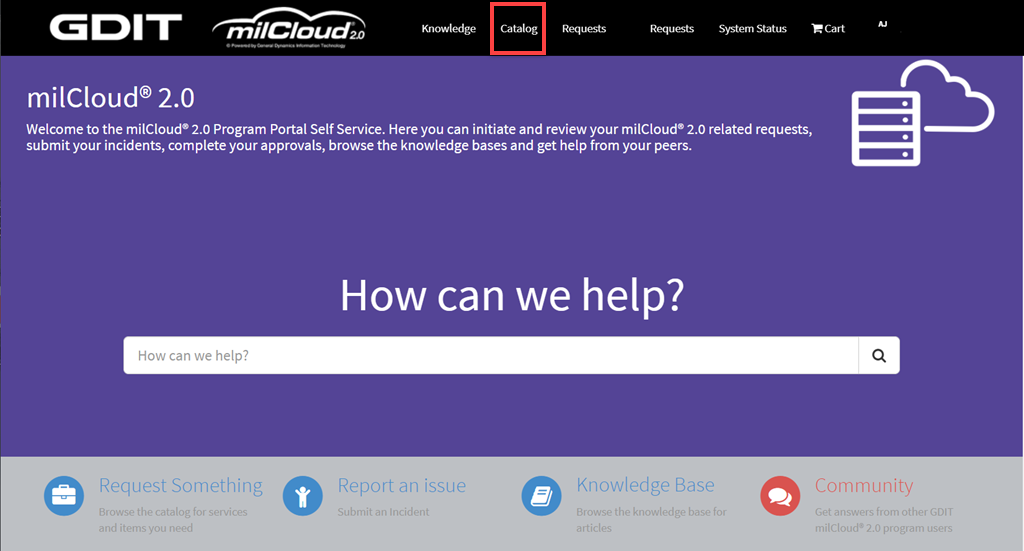 GDIT
milCloud® 2.0
® Powered by General Dynamics Information Technology
Knowledge
Catalog
Requests
Requests
System Status
Cart
AJ
milCloud® 2.0
Welcome to the milCloud® 2.0 Program Portal Self Service. Here you can initiate and review your milCloud® 2.0 related requests,
submit your incidents, complete your approvals, browse the knowledge bases and get help from your peers.
How can we help?
How can we help?
Request Something
Browse the catalog for services
and items you need
Report an issue
Submit an Incident
Knowledge Base
Browse the knowledge base for
articles
Community
Get answers from other GDIT
milCloud® 2.0 program users